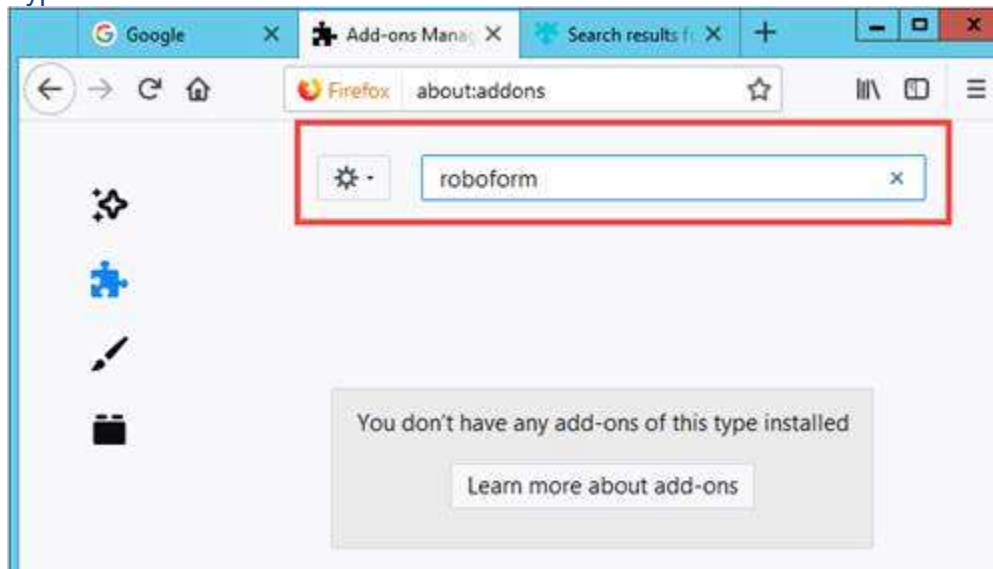 Google
Add-ons Mana
Search results f
Firefox about:addons
roboform
You don't have any add-ons of this type installed
Learn more about add-ons